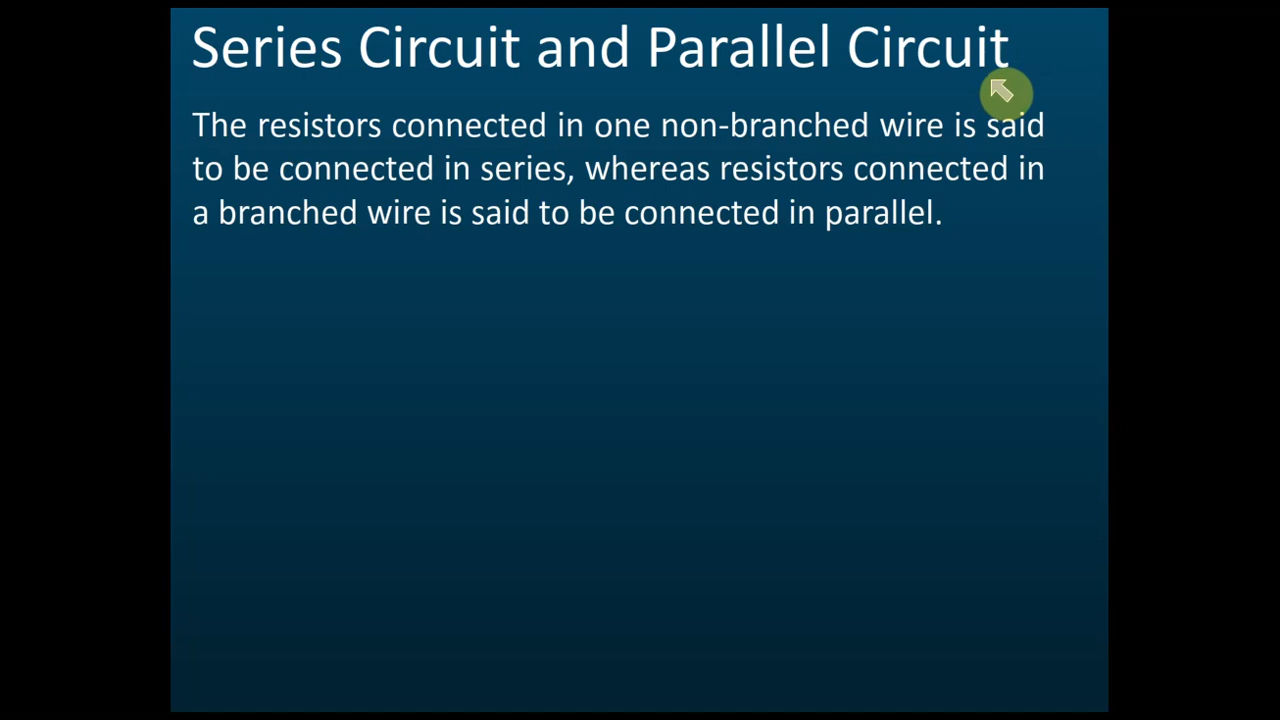 Series Circuit and Parallel Circuit
The resistors connected in one non-branched wire is said
to be connected in series, whereas resistors connected in
a branched wire is said to be connected in parallel.